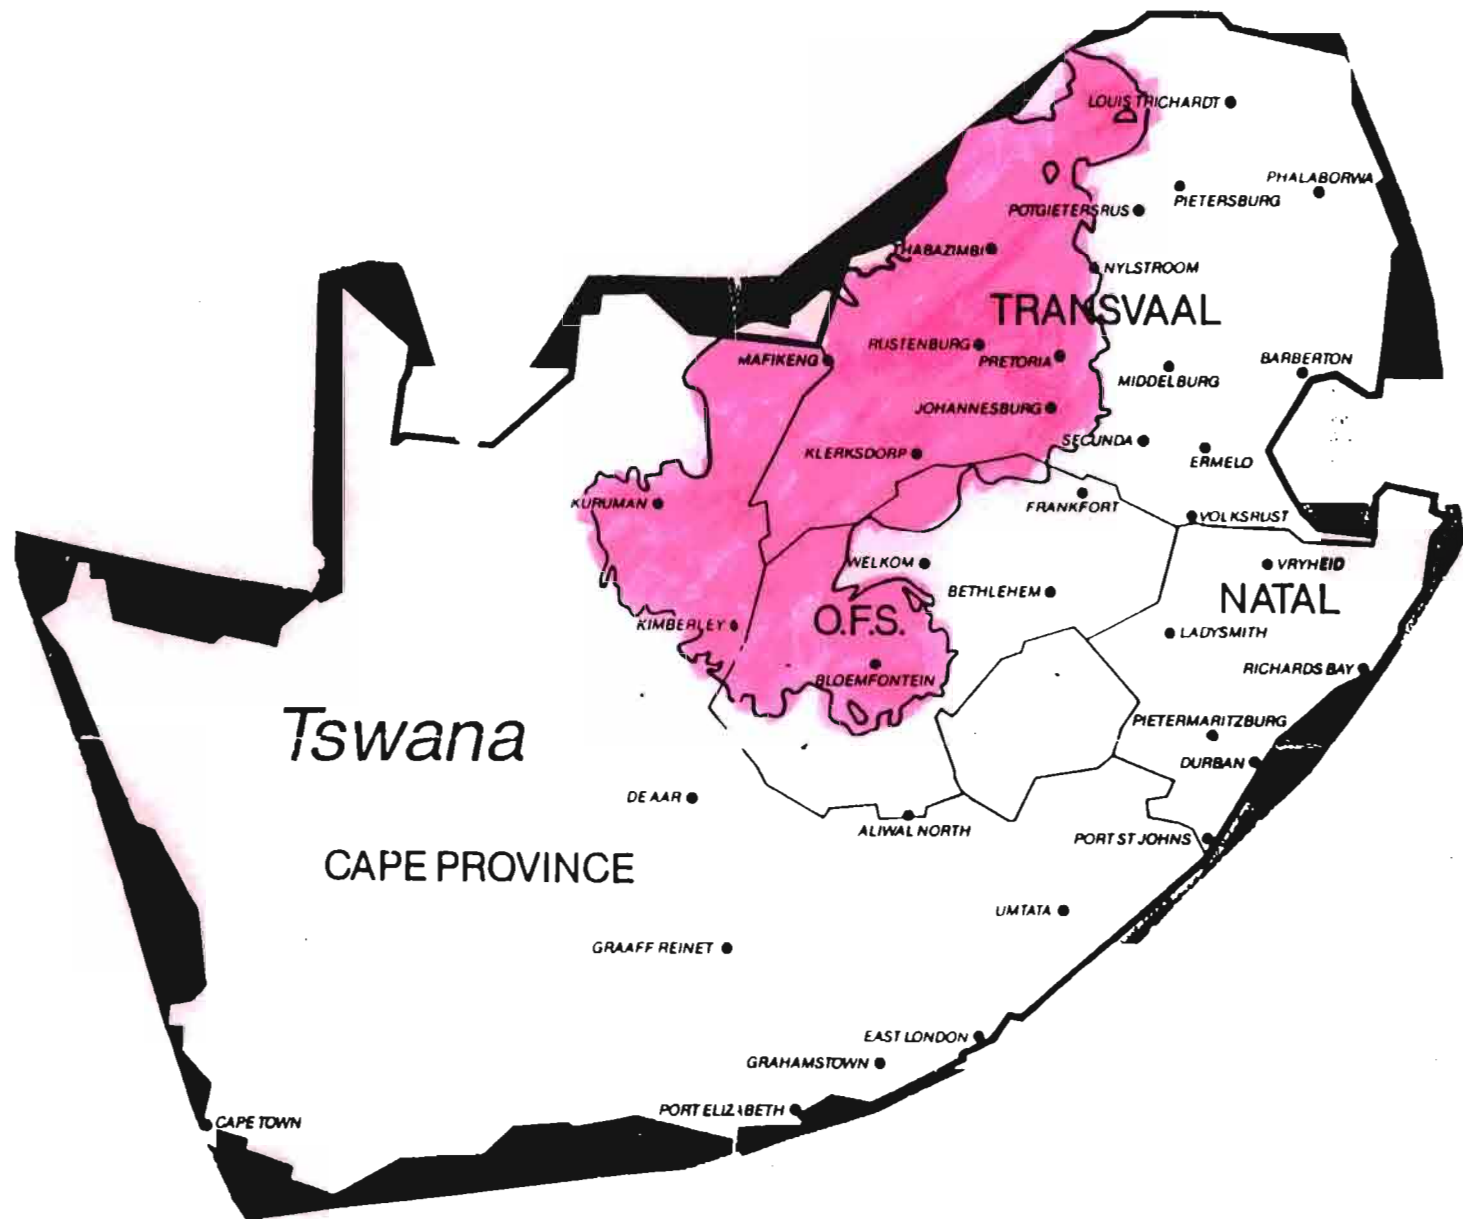 LOUIS TRICHARDT
PHALABORWA
PIETERSBURG
POTGIETERSRUS
THABAZIMBI
NYLSTROOM
TRANSVAAL
RUSTENBURG
PRETORIA
MAFIKENG
BARBERTON
MIDDELBURG
JOHANNESBURG
SECUNDA
KLERKSDORP
ERMELO
KURUMAN
FRANKFORT
VOLKSRUST
WELKOM
VRYHEID
BETHLEHEM
NATAL
O.F.S.
KIMBERLEY
LADYSMITH
RICHARDS BAY
BLOEMFONTEIN
PIETERMARITZBURG
Tswana
DURBAN
DE AAR
ALIWAL NORTH
PORT ST JOHNS
CAPE PROVINCE
UMTATA
GRAAFF REINET
EAST LONDON
GRAHAMSTOWN
PORT ELIZABETH
CAPE TOWN